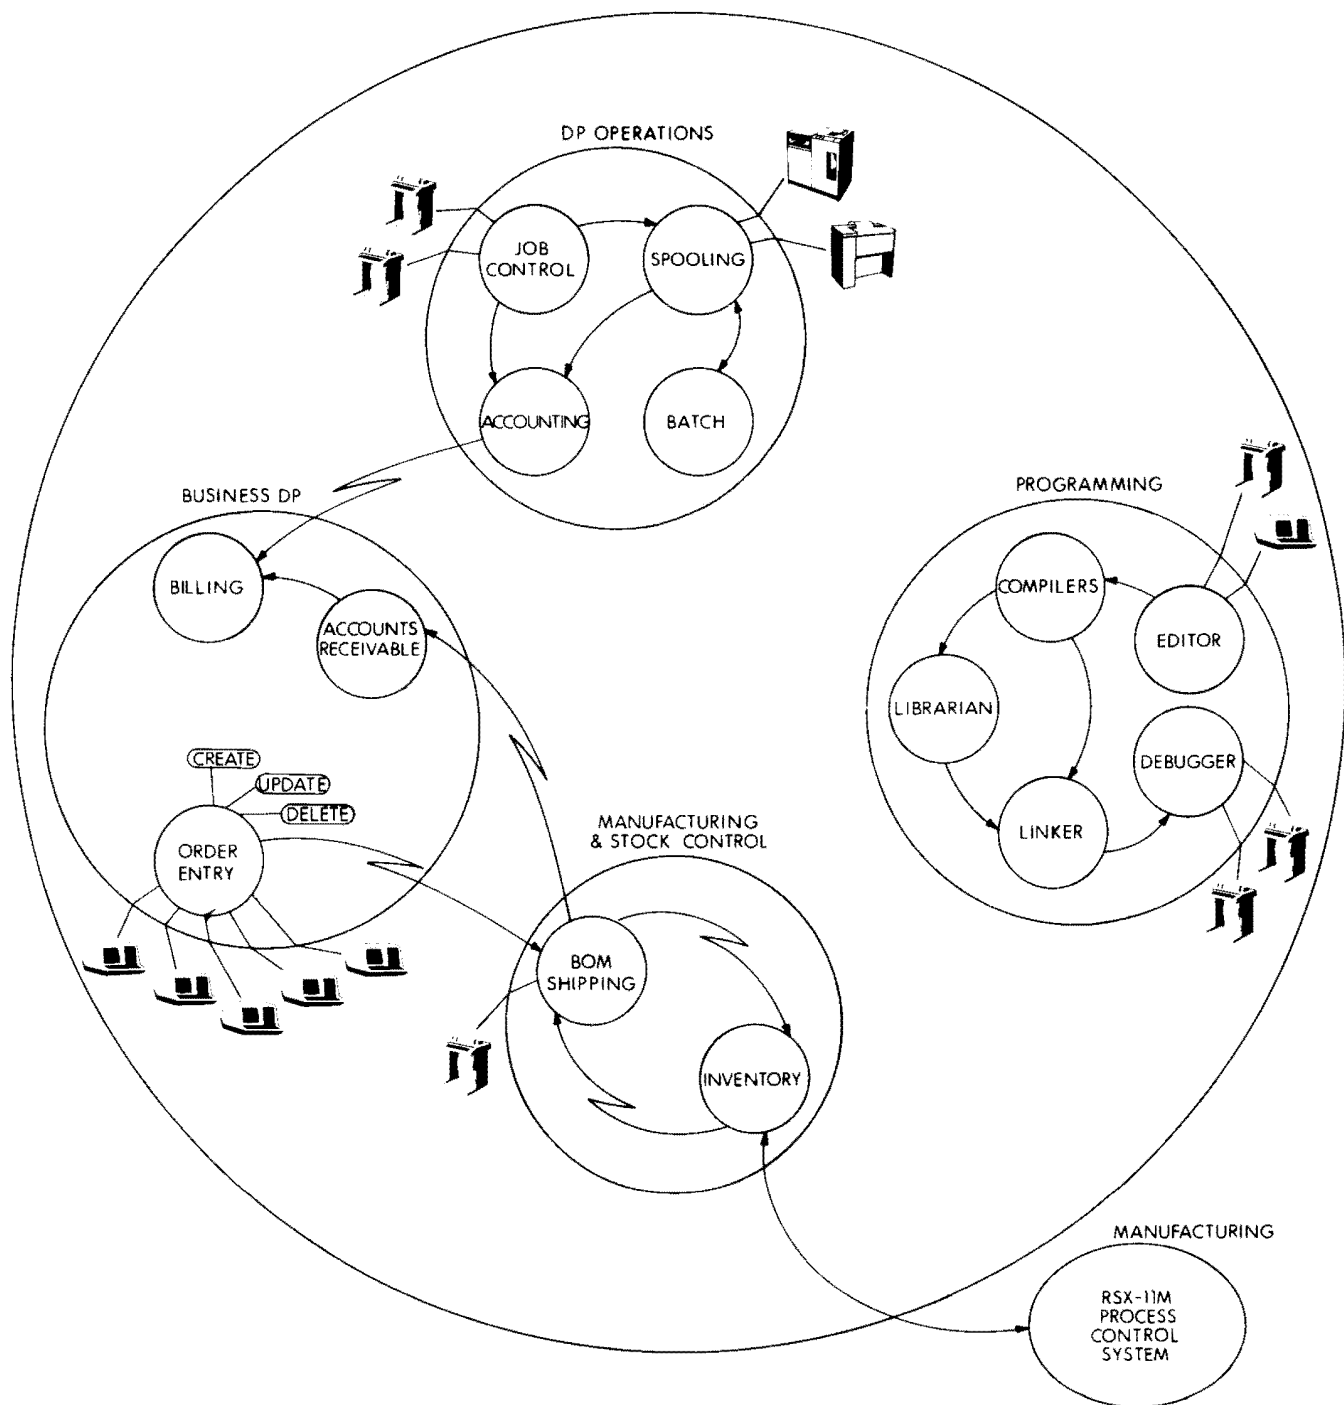 DP OPERATIONS
JOB
CONTROL
SPOOLING
ACCOUNTING
BATCH
BUSINESS DP
BILLING
ACCOUNTS
RECEIVABLE
CREATE
UPDATE
DELETE
ORDER
ENTRY
PROGRAMMING
COMPILERS
EDITOR
LIBRARIAN
DEBUGGER
LINKER
MANUFACTURING
& STOCK CONTROL
BOM
SHIPPING
INVENTORY
MANUFACTURING
RSX-11M
PROCESS
CONTROL
SYSTEM